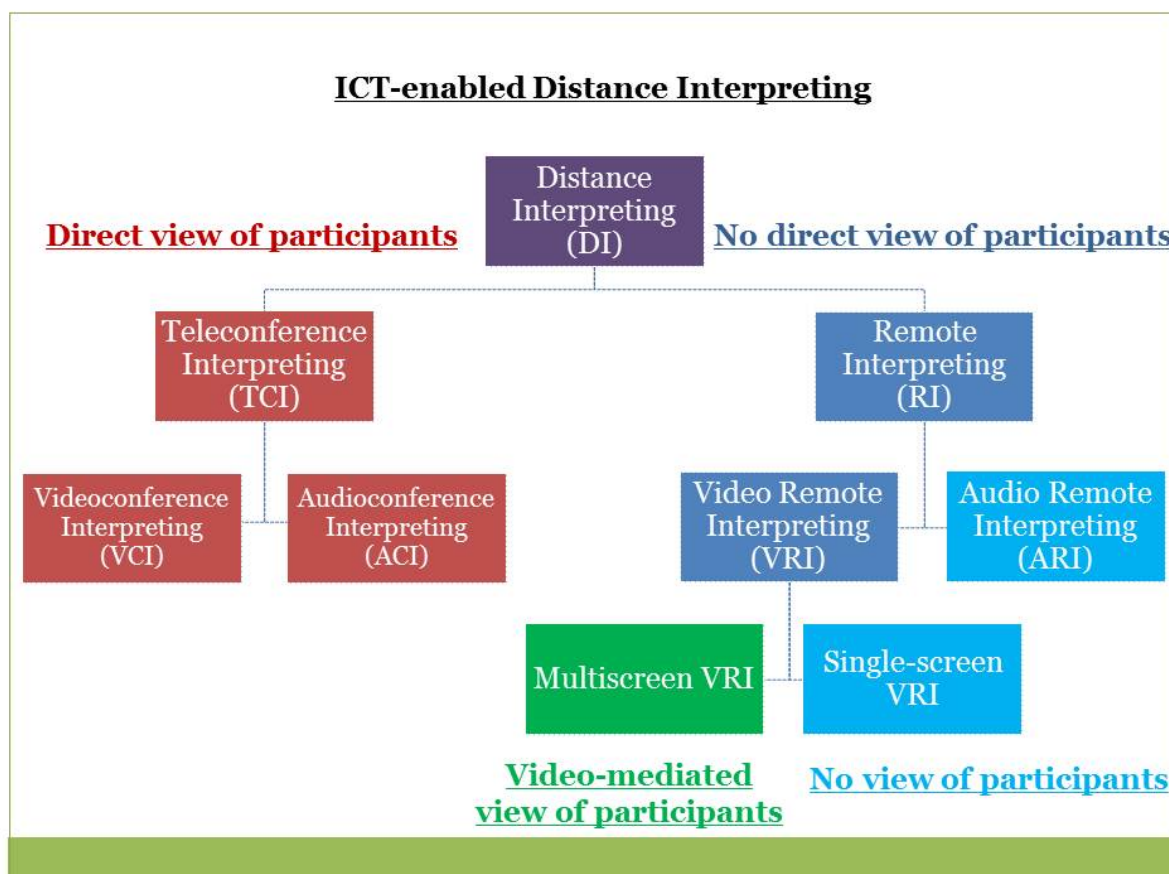 ICT-enabled Distance Interpreting
Distance
Interpreting
(DI)
Direct view of participants
No direct view of participants
Teleconference
Interpreting
(TCI)
Remote
Interpreting
(RI)
Videoconference
Interpreting
(VCI)
Audioconference
Interpreting
(ACI)
Video Remote
Interpreting
(VRI)
Audio Remote
Interpreting
(ARI)
Multiscreen VRI
Single-screen
VRI
Video-mediated
view of participants
No view of participants